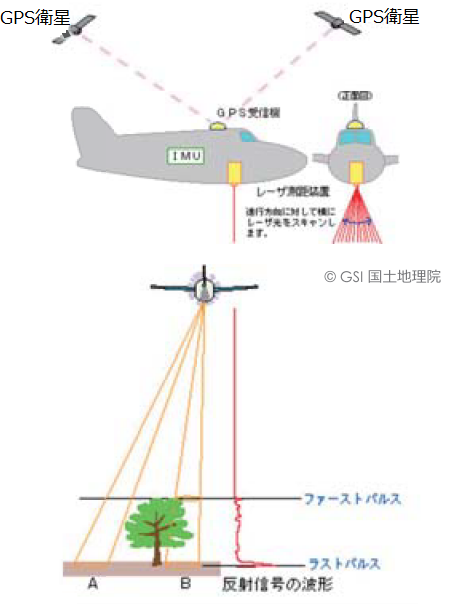 GPS衛星
GPS衛星
GPS受信機
正面図
IMU
レーザ測距装置
進行方向に対して横に
レーザ光をスキャンし
ます。
© GSI 国土地理院
ファーストパルス
ラストパルス
A
B
反射信号の波形